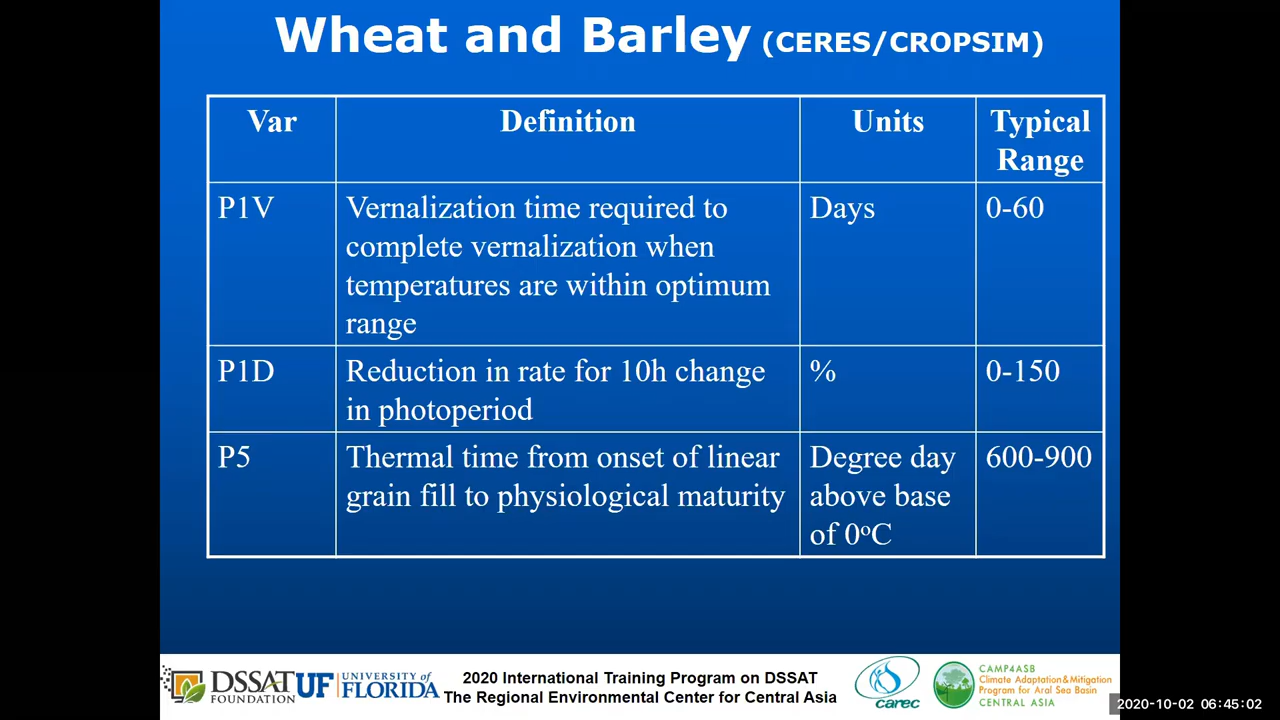 Wheat and Barley (CERES/CROPSIM)
Var
Definition
Units
Typical
Range
P1V
Vernalization time required to
complete vernalization when
temperatures are within optimum
range
Days
0-60
P1D
Reduction in rate for 10h change
in photoperiod
%
0-150
P5
Thermal time from onset of linear
grain fill to physiological maturity
Degree day
above base
of 0ºC
600-900
DSSAT
FOUNDATION
UF
UNIVERSITY of
FLORIDA
2020 International Training Program on DSSAT
The Regional Environmental Center for Central Asia
carec
CAMP4ASB
Climate Adaptation & Mitigation
Program for Aral Sea Basin
CENTRAL ASIA
2020-10-02 06:45:02